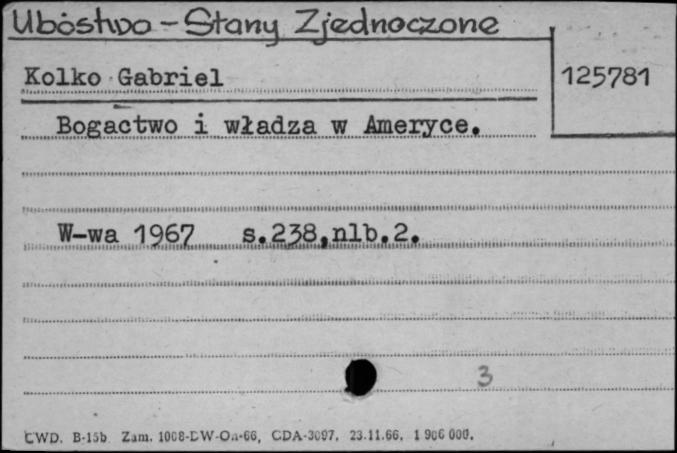 Ubóstwo - Stany Zjednoczone
Kolko Gabriel
125781
Bogactwo i władza w Ameryce.
W-wa 1967 s.238,nlb.2.
3
CWD. B-15b Zam. 1008-DW-On-66, CDA-3097, 23.11.66, 1 906 000.